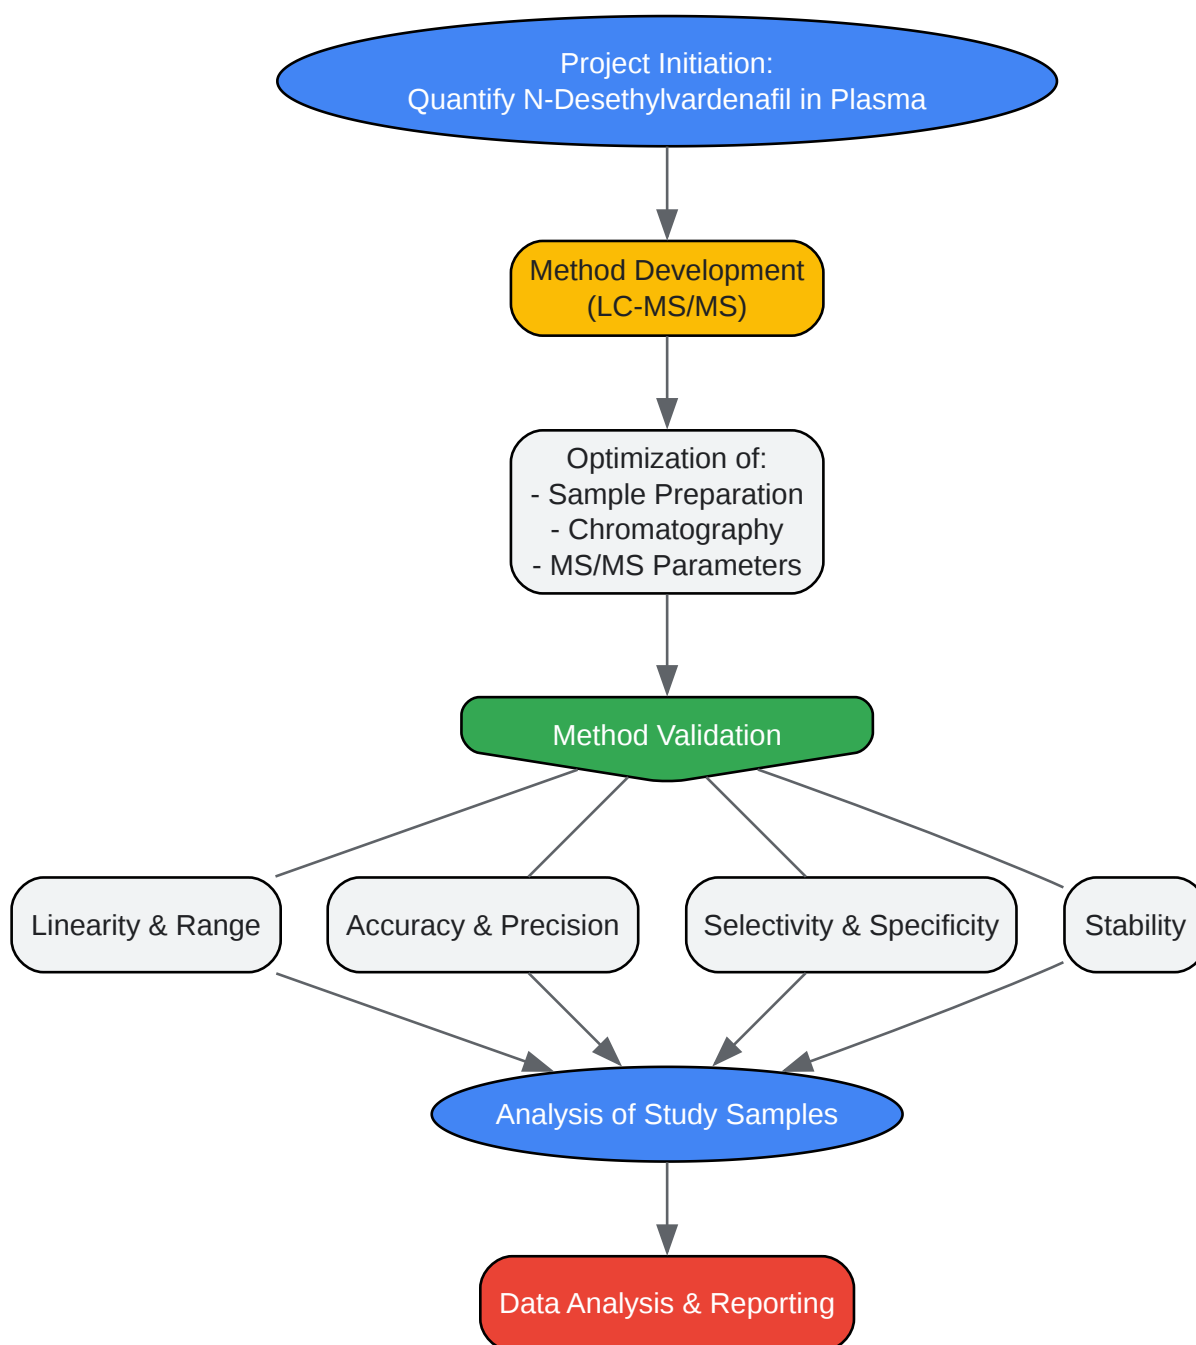 Project Initiation:
Quantify N-Desethylvardenafil in Plasma
Method Development
(LC-MS/MS)
Optimization of:
- Sample Preparation
- Chromatography
- MS/MS Parameters
Method Validation
Linearity & Range
Accuracy & Precision
Selectivity & Specificity
Stability
Analysis of Study Samples
Data Analysis & Reporting